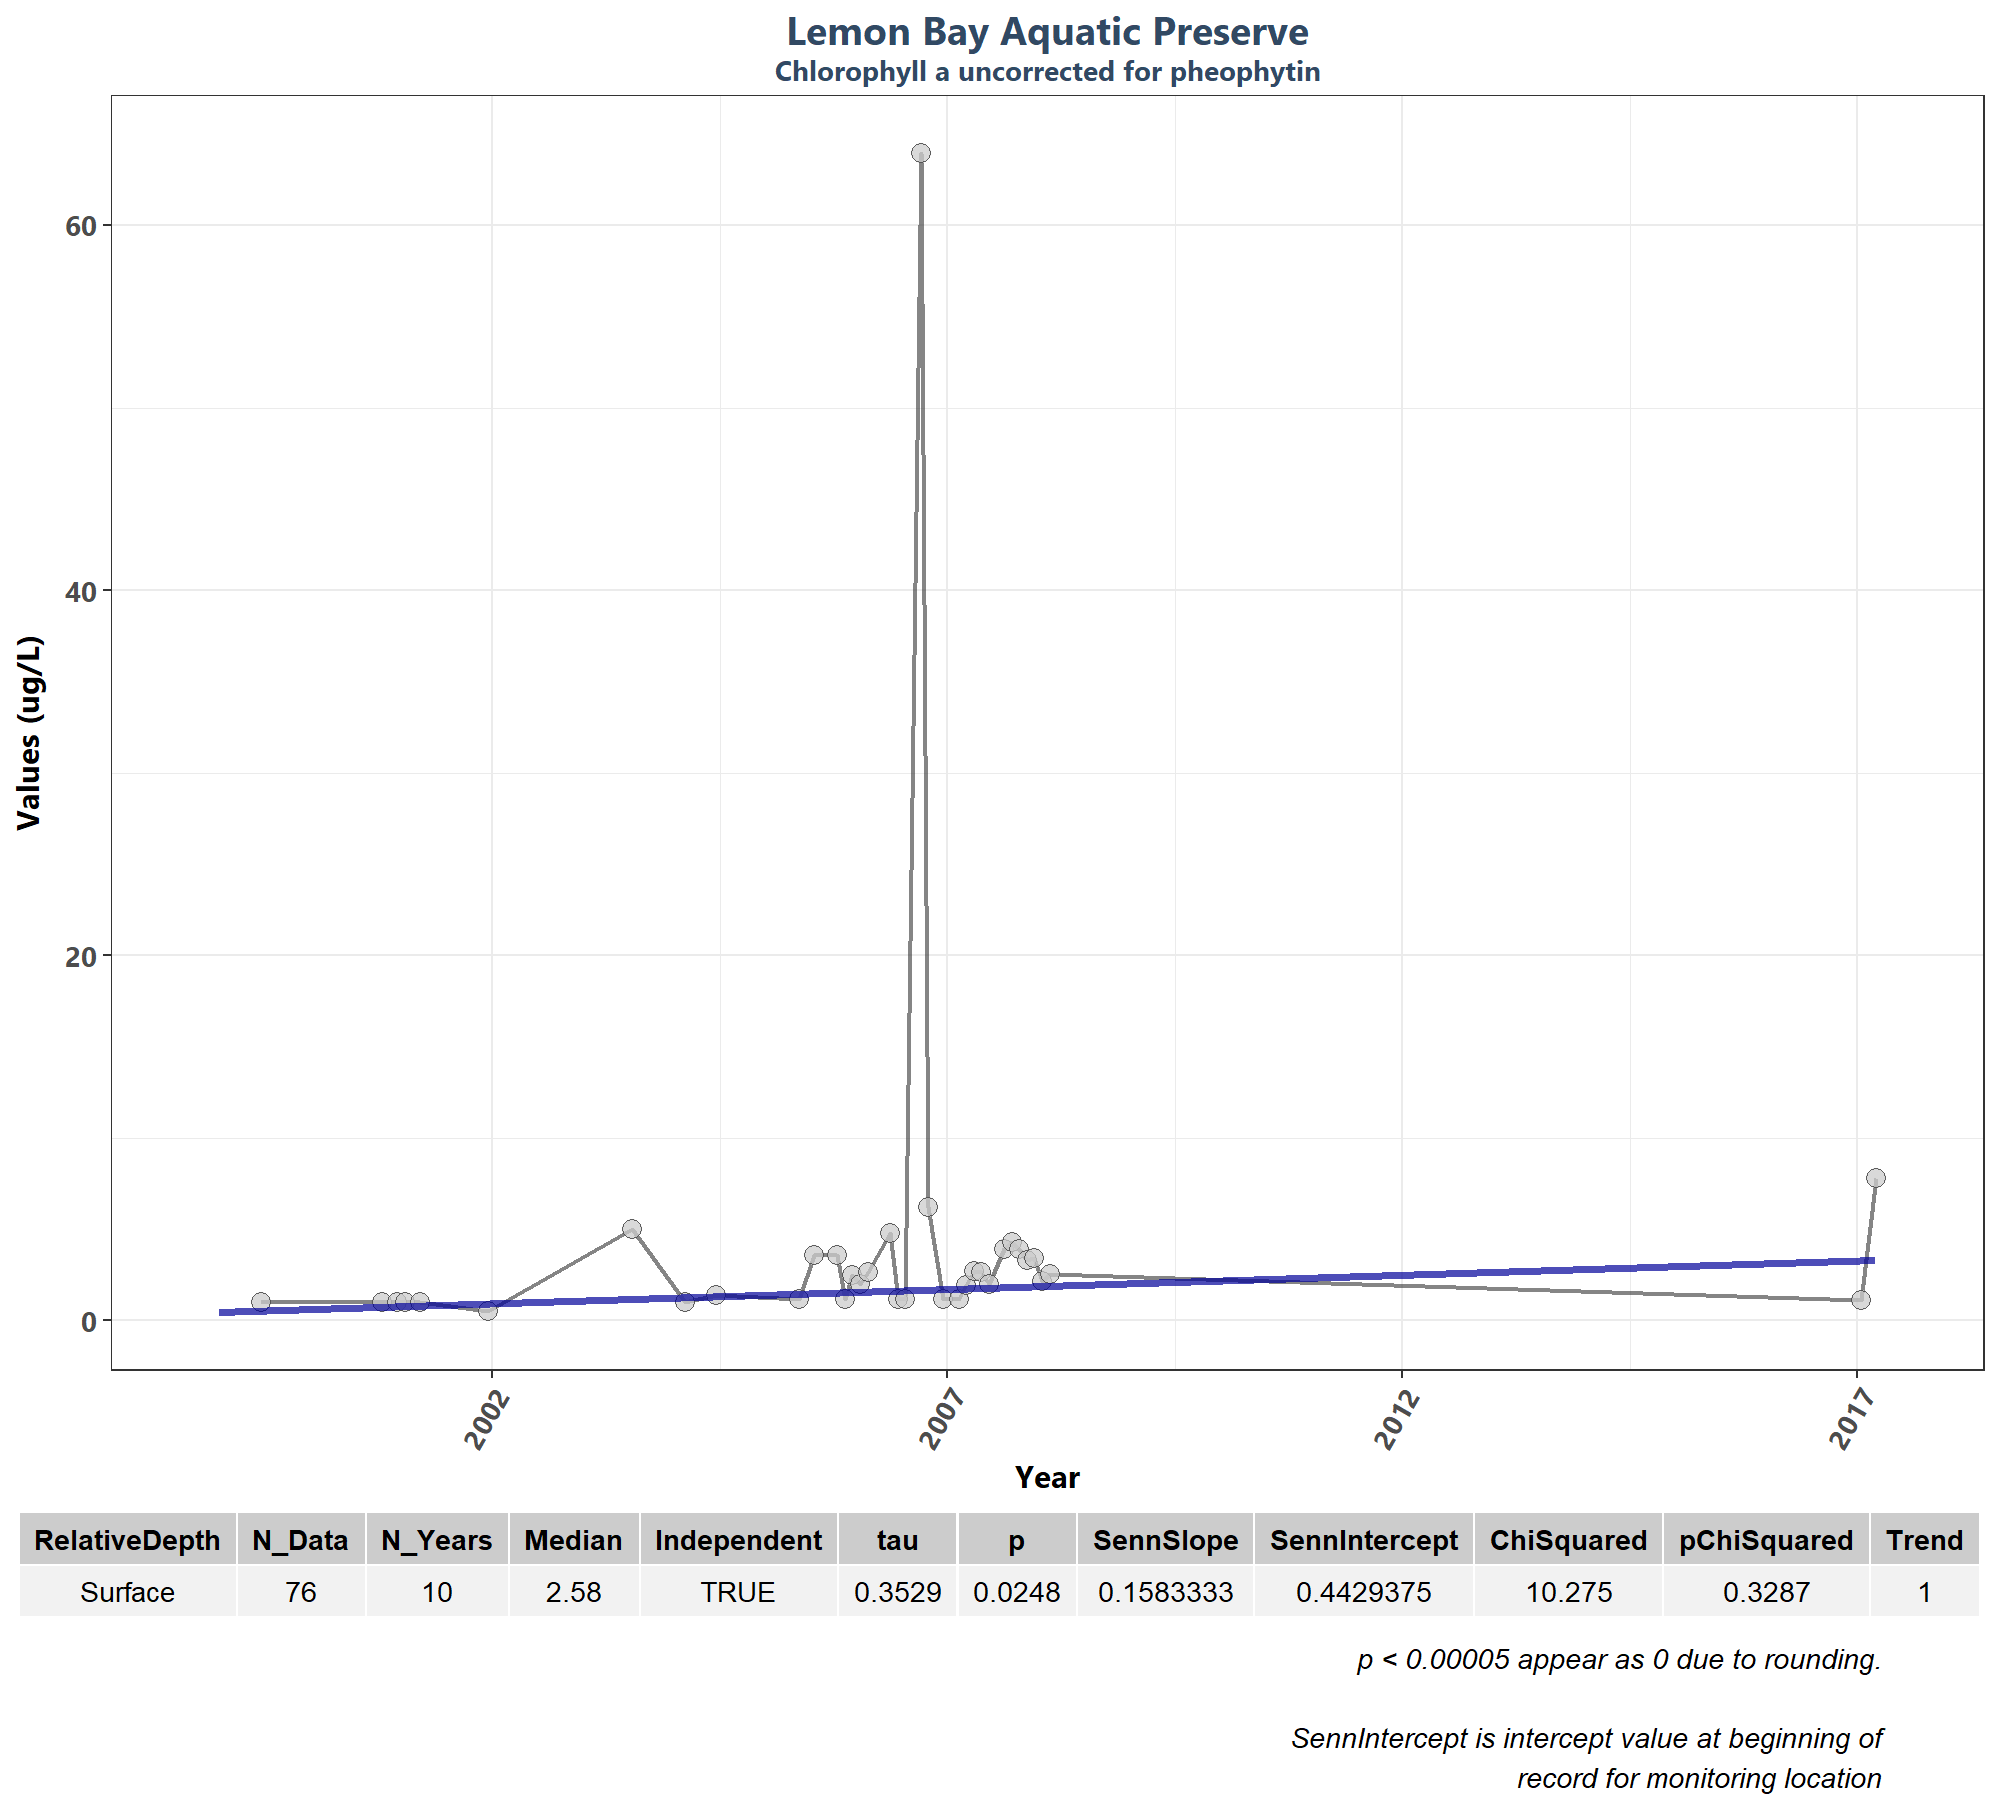 Lemon Bay Aquatic Preserve
Chlorophyll a uncorrected for pheophytin
Values (ug/L)
60
40
20
0
2002 2007 2012 2017
Year
RelativeDepth N_Data N_Years Median Independent tau p SennSlope SennIntercept ChiSquared pChiSquared Trend
Surface 76 10 2.58 TRUE 0.3529 0.0248 0.1583333 0.4429375 10.275 0.3287 1
p < 0.00005 appear as 0 due to rounding.
SennIntercept is intercept value at beginning of
record for monitoring location